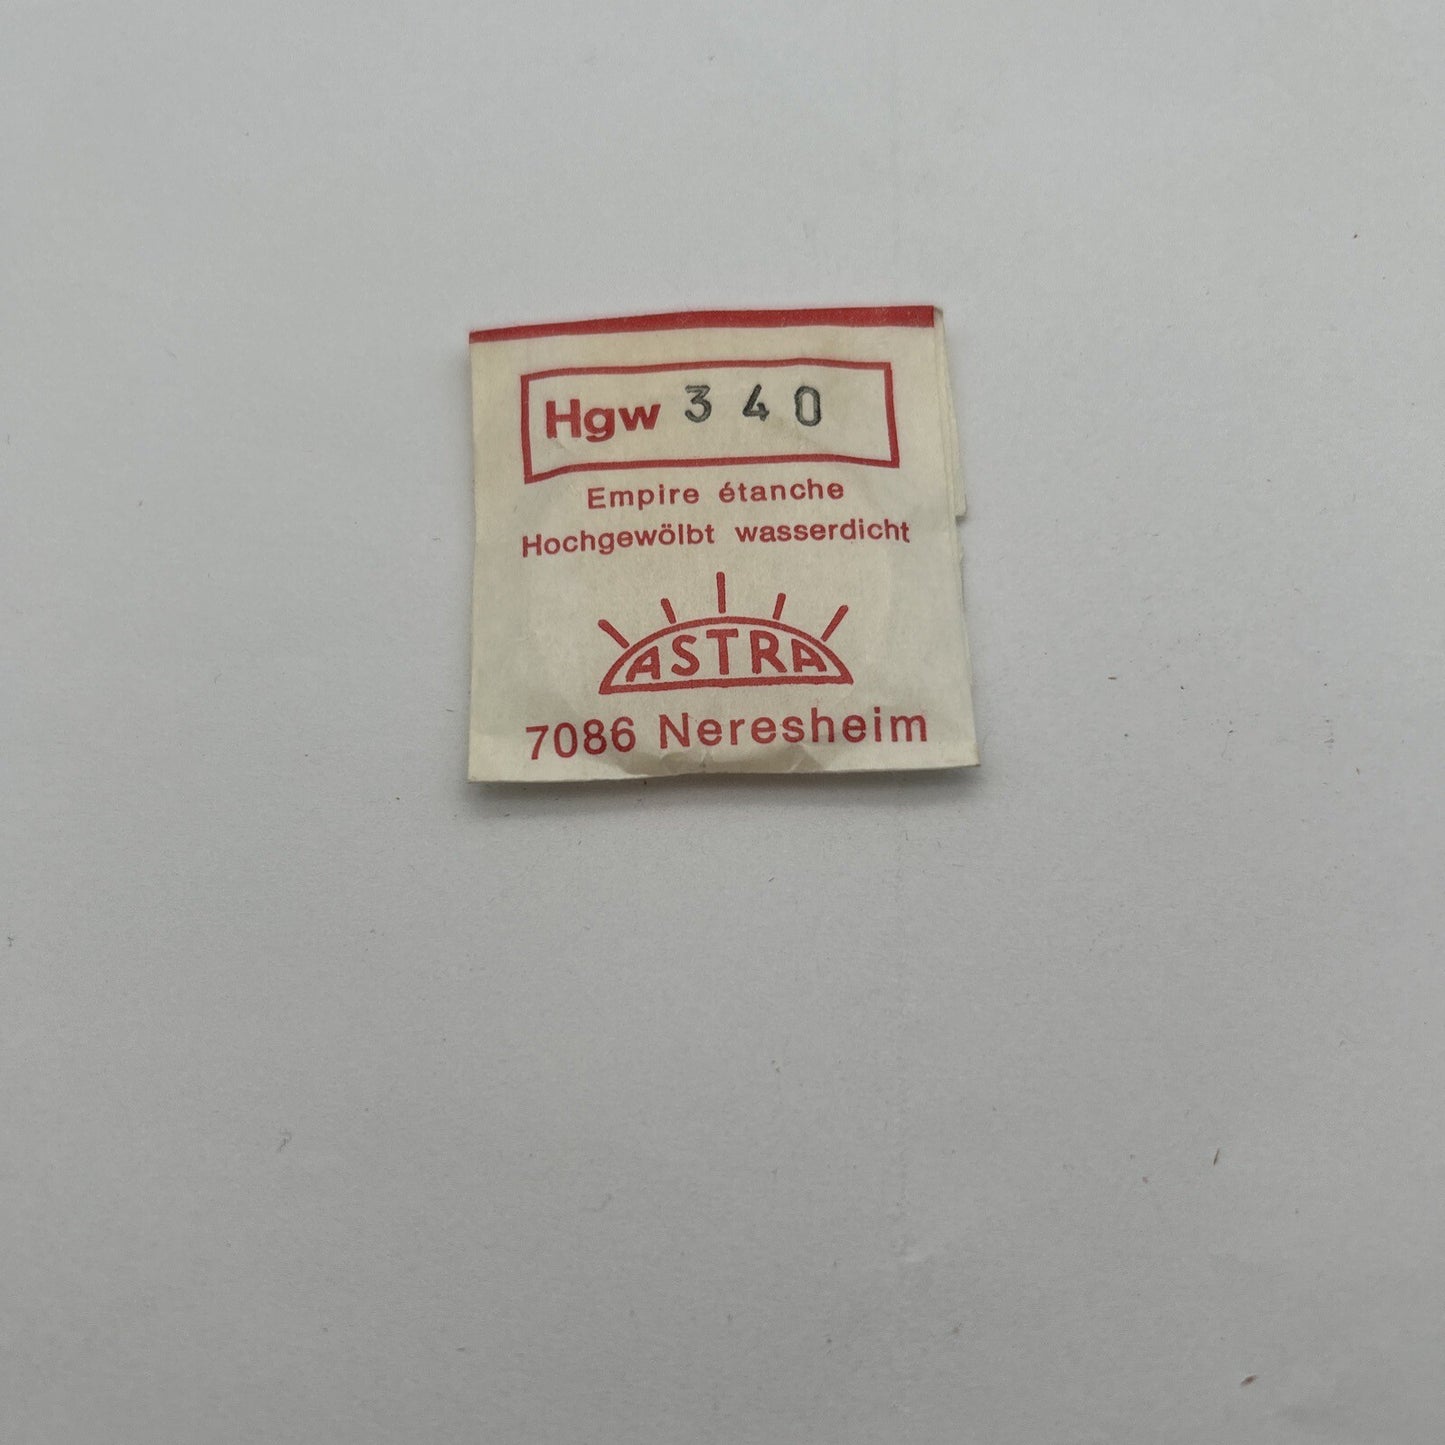 Hgw 340
Empire étanche
Hochgewölbt wasserdicht
ASTRA
7086 Neresheim